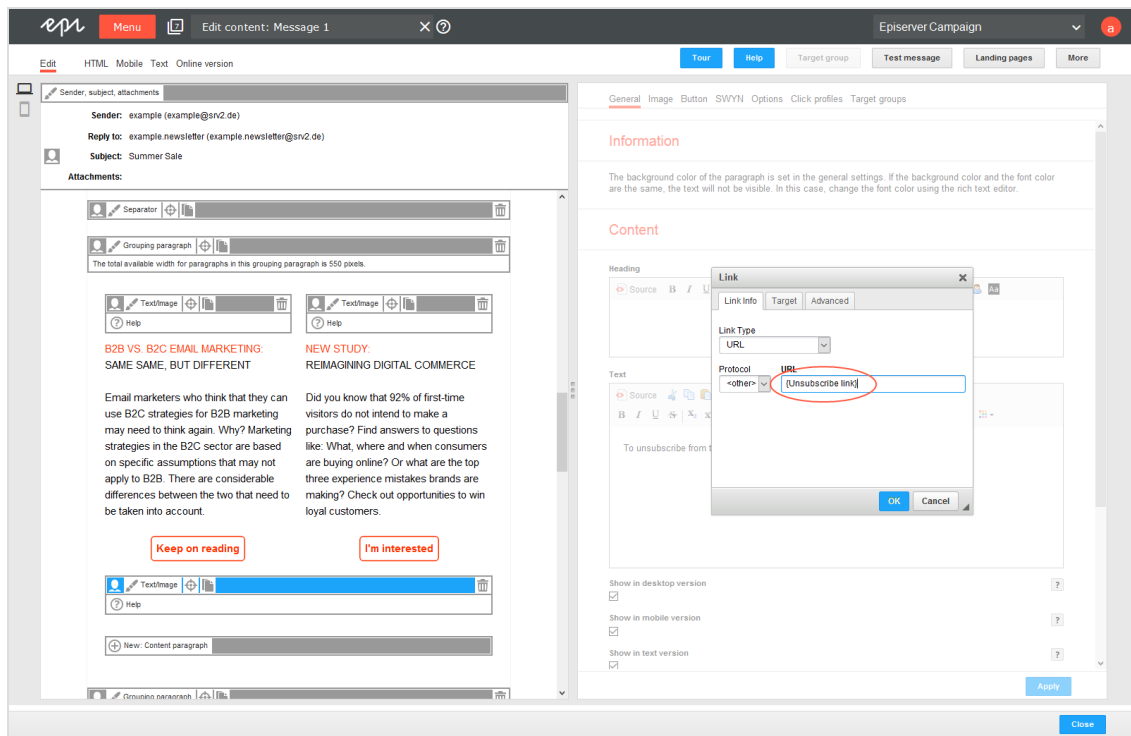 epi
Menu
7
Edit content: Message 1
Episerver Campaign
a
Edit
HTML
Mobile
Text
Online version
Tour
Help
Target group
Test message
Landing pages
More
Sender, subject, attachments
Sender: example (example@srv2.de)
Reply to: example.newsletter (example.newsletter@srv2.de)
Subject: Summer Sale
Attachments:
Separator
Grouping paragraph
The total available width for paragraphs in this grouping paragraph is 550 pixels.
Text/Image
Help
B2B VS. B2C EMAIL MARKETING:
SAME SAME, BUT DIFFERENT
Email marketers who think that they can
use B2C strategies for B2B marketing
may need to think again. Why? Marketing
strategies in the B2C sector are based
on specific assumptions that may not
apply to B2B. There are considerable
differences between the two that need to
be taken into account.
Keep on reading
Text/Image
Help
NEW STUDY:
REIMAGINING DIGITAL COMMERCE
Did you know that 92% of first-time
visitors do not intend to make a
purchase? Find answers to questions
like: What, where and when consumers
are buying online? Or what are the top
three experience mistakes brands are
making? Check out opportunities to win
loyal customers.
I'm interested
Text/Image
Help
New: Content paragraph
Grouping paragraph
General Image Button SWYN Options Click profiles Target groups
Information
The background color of the paragraph is set in the general settings. If the background color and the font color
are the same, the text will not be visible. In this case, change the font color using the rich text editor.
Content
Heading
Source B I U
Text
Source
B I U S X
To unsubscribe from t
Link
Link Info
Target
Advanced
Link Type
URL
Protocol
URL
<other>
{Unsubscribe link}
OK
Cancel
Show in desktop version
?
Show in mobile version
?
Show in text version
?
Apply
Close